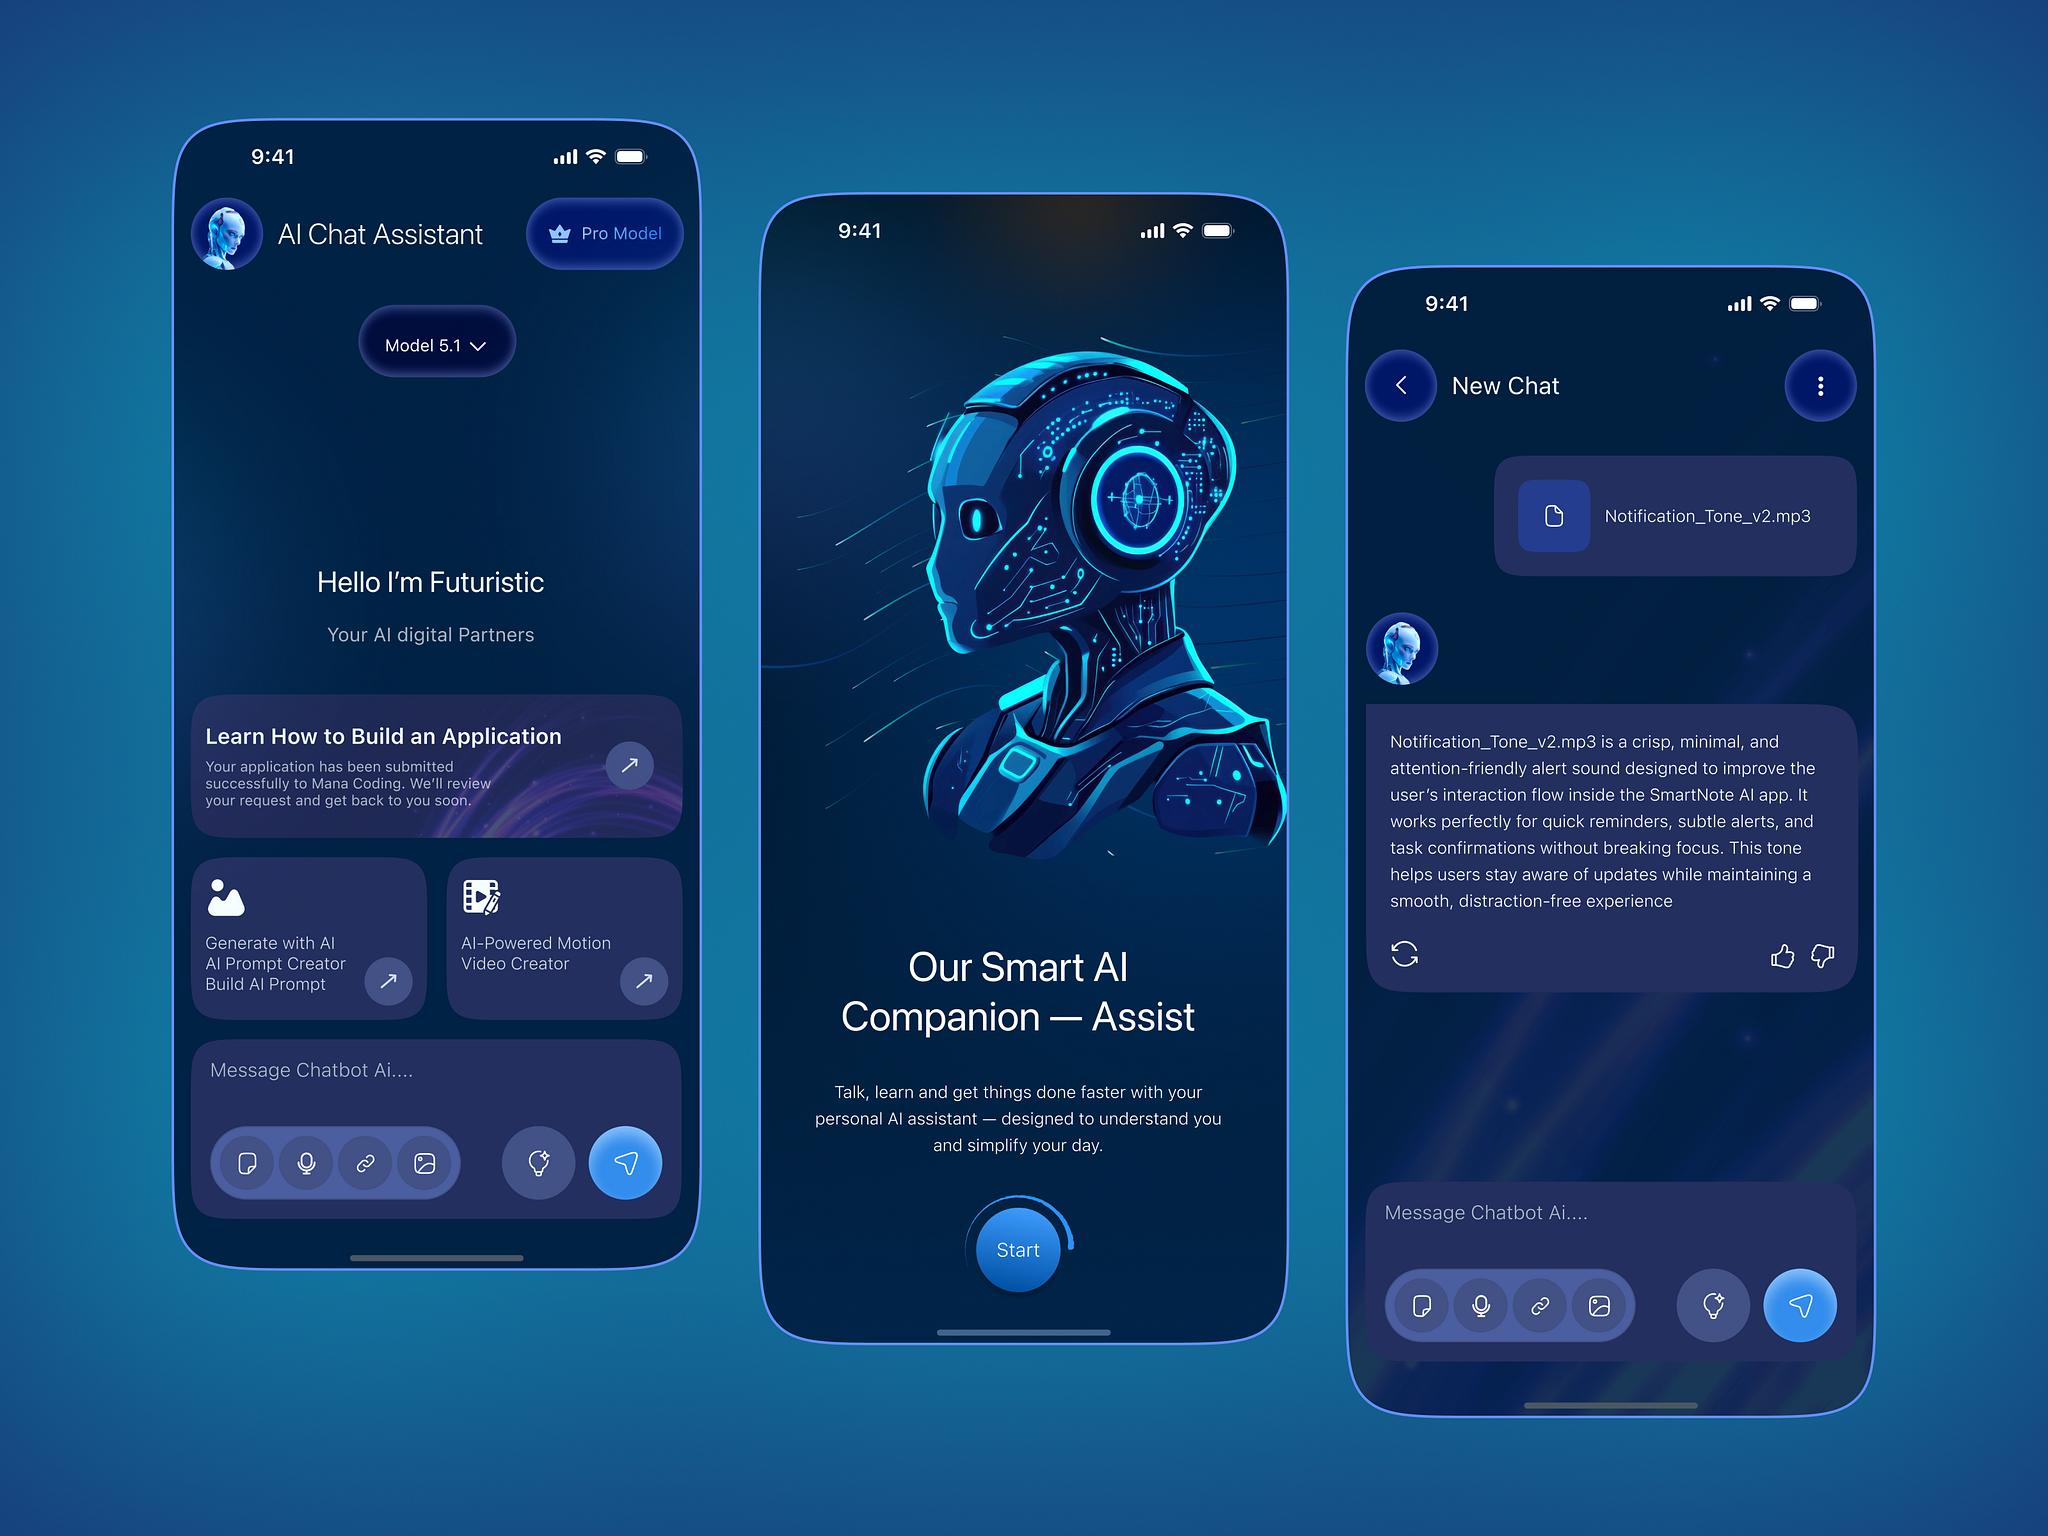 9:41
AI Chat Assistant
Pro Model
Model 5.1
Hello I’m Futuristic
Your AI digital Partners
Learn How to Build an Application
Your application has been submitted
successfully to Mana Coding. We’ll review
your request and get back to you soon.
Generate with AI
AI Prompt Creator
Build AI Prompt
AI-Powered Motion
Video Creator
Message Chatbot Ai....
9:41
Our Smart AI
Companion — Assist
Talk, learn and get things done faster with your
personal AI assistant — designed to understand you
and simplify your day.
Start
9:41
New Chat
Notification_Tone_v2.mp3
Notification_Tone_v2.mp3 is a crisp, minimal, and
attention-friendly alert sound designed to improve the
user’s interaction flow inside the SmartNote AI app. It
works perfectly for quick reminders, subtle alerts, and
task confirmations without breaking focus. This tone
helps users stay aware of updates while maintaining a
smooth, distraction-free experience
Message Chatbot Ai....